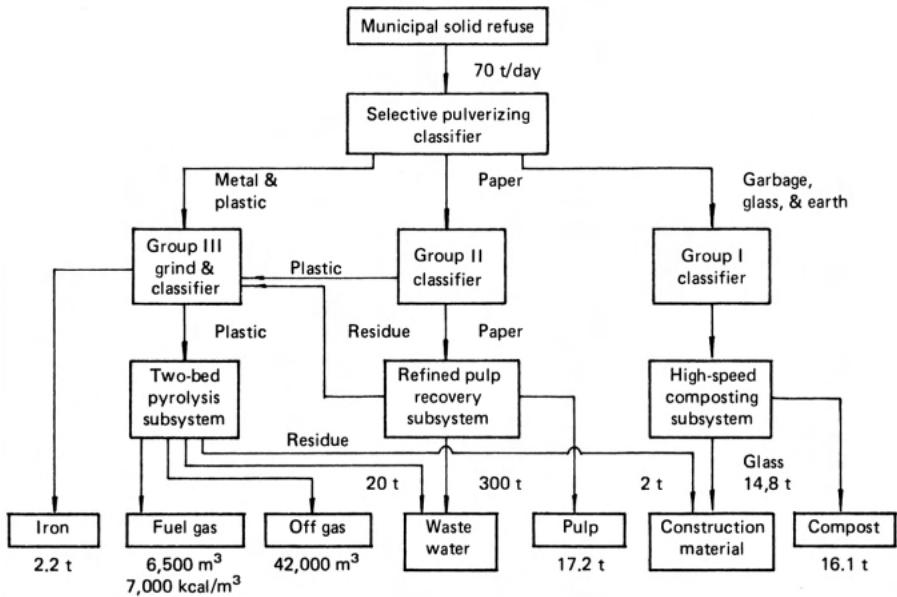 Municipal solid refuse
70 t/day
Selective pulverizing
classifier
Metal &
plastic
Paper
Garbage,
glass, & earth
Group III
grind &
classifier
Plastic
Group II
classifier
Group I
classifier
Plastic
Residue
Paper
Two-bed
pyrolysis
subsystem
Refined pulp
recovery
subsystem
High-speed
composting
subsystem
Residue
20 t
300 t
2 t
Glass
14,8 t
Iron
Fuel gas
Off gas
Waste
water
Pulp
Construction
material
Compost
2.2 t
6,500 m³
7,000 kcal/m³
42,000 m³
17.2 t
16.1 t